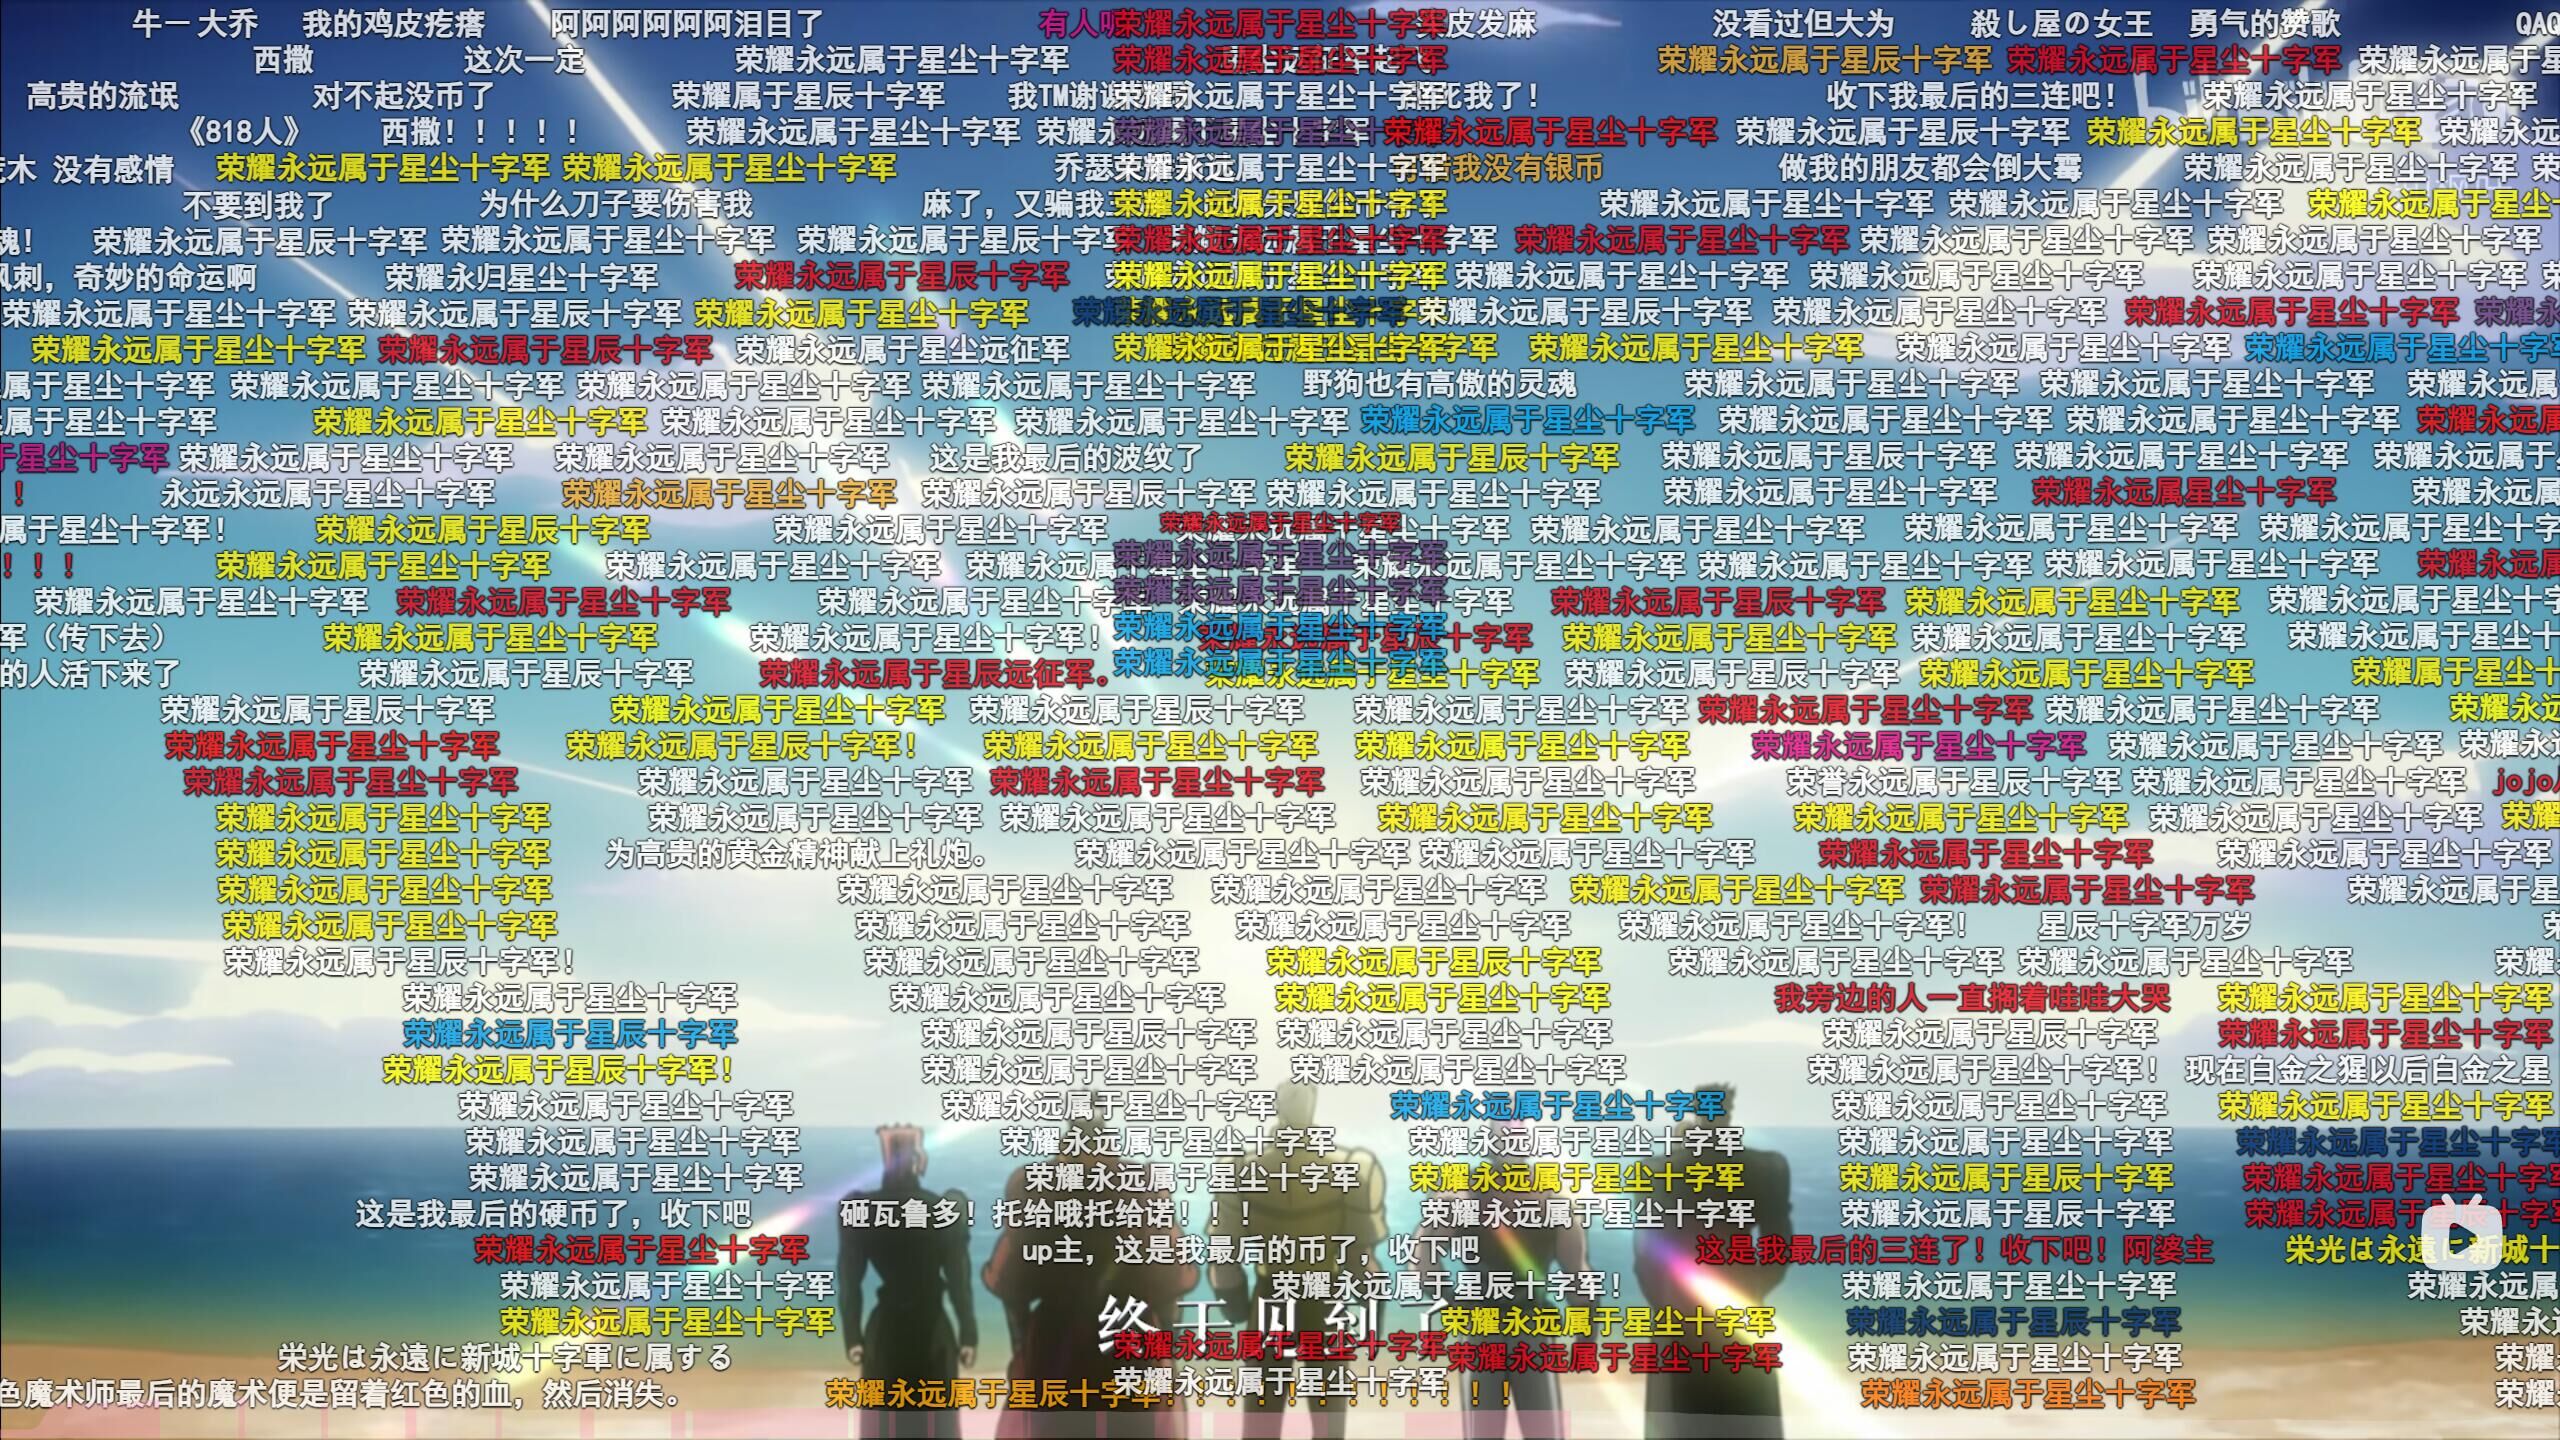 牛一 大乔 我的鸡皮疙瘩 阿阿阿阿阿阿泪目了 有人 荣耀永远属于星尘十字军 皮发麻 没看过但大为 殺し屋の女王 勇气的赞歌 QAQ
西撒 这次一定 荣耀永远属于星尘十字军 荣耀永远属于星尘十字军 荣耀永远属于星辰十字军 荣耀永远属于星尘十字军 荣耀永远属于星
高贵的流氓 对不起没币了 荣耀属于星辰十字军 我TM谢 荣耀永远属于星尘十字军 死我了！ 收下我最后的三连吧！ 荣耀永远属于星尘十字军
《818人》 西撒！！！！！ 荣耀永远属于星尘十字军 荣耀永 荣耀永远属于星尘十字军 荣耀永远属于星辰十字军 荣耀永远属于星尘十字军 荣耀永远
木 没有感情 荣耀永远属于星尘十字军 荣耀永远属于星尘十字军 乔瑟 荣耀永远属于星尘十字军 我没有银币 做我的朋友都会倒大霉 荣耀永远属于星尘十字军 荣
不要到我了 为什么刀子要伤害我 麻了，又骗我 荣耀永远属于星尘十字军 荣耀永远属于星尘十字军 荣耀永远属于星尘十字军 荣耀永远属于星尘十
魂！ 荣耀永远属于星辰十字军 荣耀永远属于星尘十字军 荣耀永远属于星辰十字军 荣耀永远属于星尘十字军 荣耀永远属于星尘十字军 荣耀永远属于星尘十字军
刺，奇妙的命运啊 荣耀永归星尘十字军 荣耀永远属于星辰十字军 荣耀永远属于星尘十字军 荣耀永远属于星尘十字军 荣耀永远属于星尘十字军 荣耀永远属于星尘十字军
荣耀永远属于星尘十字军 荣耀永远属于星辰十字军 荣耀永远属于星尘十字军 荣耀永远属于星尘十字军 荣耀永远属于星辰十字军 荣耀永远属于星尘十字军 荣耀永远属于星尘十字军 荣耀永
荣耀永远属于星尘十字军 荣耀永远属于星辰十字军 荣耀永远属于星尘远征军 荣耀永远属于星尘十字军 荣耀永远属于星尘十字军 荣耀永远属于星尘十字军 荣耀永远属于星尘十字军
属于星尘十字军 荣耀永远属于星尘十字军 荣耀永远属于星尘十字军 荣耀永远属于星尘十字军 野狗也有高傲的灵魂 荣耀永远属于星尘十字军 荣耀永远属于星尘十字军 荣耀永远属于星
属于星尘十字军 荣耀永远属于星尘十字军 荣耀永远属于星尘十字军 荣耀永远属于星尘十字军 荣耀永远属于星尘十字军 荣耀永远属于星尘十字军 荣耀永远属于星尘十字军 荣耀永远属
于星尘十字军 荣耀永远属于星尘十字军 荣耀永远属于星尘十字军 这是我最后的波纹了 荣耀永远属于星辰十字军 荣耀永远属于星辰十字军 荣耀永远属于星尘十字军 荣耀永远属于
！ 永远永远属于星尘十字军 荣耀永远属于星尘十字军 荣耀永远属于星辰十字军 荣耀永远属于星尘十字军 荣耀永远属于星尘十字军 荣耀永远属星尘十字军 荣耀永远属
属于星尘十字军！ 荣耀永远属于星辰十字军 荣耀永远属于星尘十字军 荣耀永远属于星尘十字军 荣耀永远属于星尘十字军 荣耀永远属于星尘十字军 荣耀永远属于星尘十字
！！！ 荣耀永远属于星尘十字军 荣耀永远属于星尘十字军 荣耀永远属 荣耀永远属于星尘十字军 荣耀永远属于星尘十字军 荣耀永远属于星尘十字军 荣耀永远属于星尘十字军 荣耀永远属
荣耀永远属于星尘十字军 荣耀永远属于星尘十字军 荣耀永远属于星尘十字军 荣耀永远属于星尘十字军 荣耀永远属于星辰十字军 荣耀永远属于星尘十字军 荣耀永远属于星尘十字
军（传下去） 荣耀永远属于星尘十字军 荣耀永远属于星尘十字军！ 荣耀永远属于星尘十字军 荣耀永远属于星尘十字军 荣耀永远属于星尘十字军 荣耀永远属于星尘十
的人活下来了 荣耀永远属于星辰十字军 荣耀永远属于星辰远征军。 荣耀永远属于星尘十字军 荣耀永远属于星辰十字军 荣耀永远属于星尘十字军 荣耀属于星尘十
荣耀永远属于星辰十字军 荣耀永远属于星尘十字军 荣耀永远属于星辰十字军 荣耀永远属于星尘十字军 荣耀永远属于星尘十字军 荣耀永远属于星尘十字军 荣耀永远
荣耀永远属于星尘十字军 荣耀永远属于星辰十字军！ 荣耀永远属于星尘十字军 荣耀永远属于星尘十字军 荣耀永远属于星尘十字军 荣耀永远属于星尘十字军 荣耀永
荣耀永远属于星尘十字军 荣耀永远属于星尘十字军 荣耀永远属于星尘十字军 荣耀永远属于星尘十字军 荣誉永远属于星辰十字军 荣耀永远属于星尘十字军 jojo
荣耀永远属于星尘十字军 荣耀永远属于星尘十字军 荣耀永远属于星尘十字军 荣耀永远属于星尘十字军 荣耀永远属于星尘十字军 荣耀永远属于星尘十字军 荣耀
荣耀永远属于星尘十字军 为高贵的黄金精神献上礼炮。 荣耀永远属于星尘十字军 荣耀永远属于星尘十字军 荣耀永远属于星尘十字军 荣耀永远属于星尘十字军
荣耀永远属于星尘十字军 荣耀永远属于星尘十字军 荣耀永远属于星尘十字军 荣耀永远属于星尘十字军 荣耀永远属于星尘十字军 荣耀永远属于星
荣耀永远属于星尘十字军 荣耀永远属于星尘十字军 荣耀永远属于星尘十字军 荣耀永远属于星尘十字军！ 星辰十字军万岁
荣耀永远属于星辰十字军！ 荣耀永远属于星尘十字军 荣耀永远属于星辰十字军 荣耀永远属于星尘十字军 荣耀永远属于星尘十字军 荣耀
荣耀永远属于星尘十字军 荣耀永远属于星尘十字军 荣耀永远属于星尘十字军 我旁边的人一直搁着哇哇大哭 荣耀永远属于星尘十字军
荣耀永远属于星辰十字军 荣耀永远属于星辰十字军 荣耀永远属于星尘十字军 荣耀永远属于星辰十字军 荣耀永远属于星尘十字军
荣耀永远属于星辰十字军！ 荣耀永远属于星尘十字军 荣耀永远属于星尘十字军 荣耀永远属于星尘十字军！ 现在白金之猩以后白金之星
荣耀永远属于星尘十字军 荣耀永远属于星尘十字军 荣耀永远属于星尘十字军 荣耀永远属于星尘十字军 荣耀永远属于星尘十字军
荣耀永远属于星尘十字军 荣耀永远属于星尘十字军 荣耀永远属于星尘十字军 荣耀永远属于星尘十字军 荣耀永远属于星尘十字军
荣耀永远属于星尘十字军 荣耀永远属于星尘十字军 荣耀永远属于星尘十字军 荣耀永远属于星辰十字军 荣耀永远属于星尘十字
这是我最后的硬币了，收下吧 砸瓦鲁多！托给哦托给诺！！！ 荣耀永远属于星尘十字军 荣耀永远属于星辰十字军 荣耀永远属于星尘十字
荣耀永远属于星尘十字军 up主，这是我最后的币了，收下吧 这是我最后的三连了！收下吧！阿婆主 栄光は永遠に新城十
荣耀永远属于星尘十字军 荣耀永远属于星辰十字军！ 荣耀永远属于星尘十字军 荣耀永远属
终于见到了
荣耀永远属于星尘十字军 荣耀永远属于星尘十字军 荣耀永远属于星辰十字军 荣耀永
栄光は永遠に新城十字軍に属する 荣耀永远属于星尘十字军 荣耀永远属于星尘十字军 荣耀永远属于星尘十字军 荣耀
色魔术师最后的魔术便是留着红色的血，然后消失。 荣耀永远属于星辰十字军！！！！！！！！！！！！ 荣耀永远属于星尘十字军 荣耀永远属于星尘十字军 荣耀